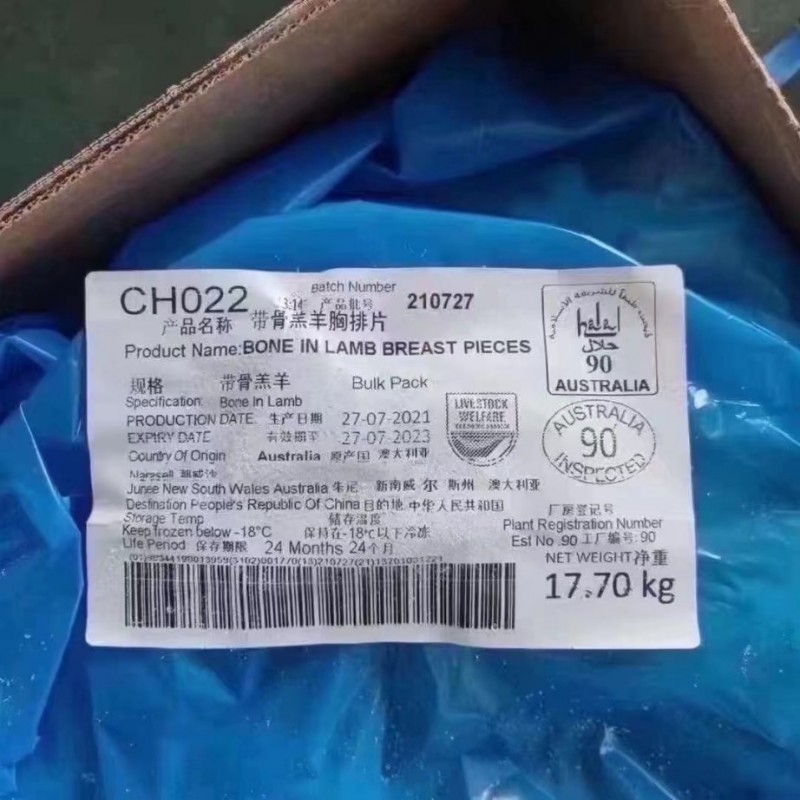 CH022
Batch Number
产品批号 210727
产品名称 带骨羔羊胸排片
Product Name:BONE IN LAMB BREAST PIECES
规格 带骨羔羊 Bulk Pack
Specification: Bone In Lamb
PRODUCTION DATE 生产日期 27-07-2021
EXPIRY DATE 有效期至 27-07-2023
Country Of Origin Australia 原产国 澳大利亚
Junee New South Wales Australia 朱尼 新南威尔斯州 澳大利亚
Destination People's Republic Of China 目的地 中华人民共和国
Storage Temp 储存温度
Keep frozen below -18°C 保持在-18°C以下冷冻
Life Period 保存期限 24 Months 24个月
halal
حلال
90
AUSTRALIA
LIVESTOCK
WELFARE
AUSTRALIA
90
INSPECTED
厂房登记号
Plant Registration Number
Est No .90 工厂编号: 90
NET WEIGHT 净重
17.70 kg